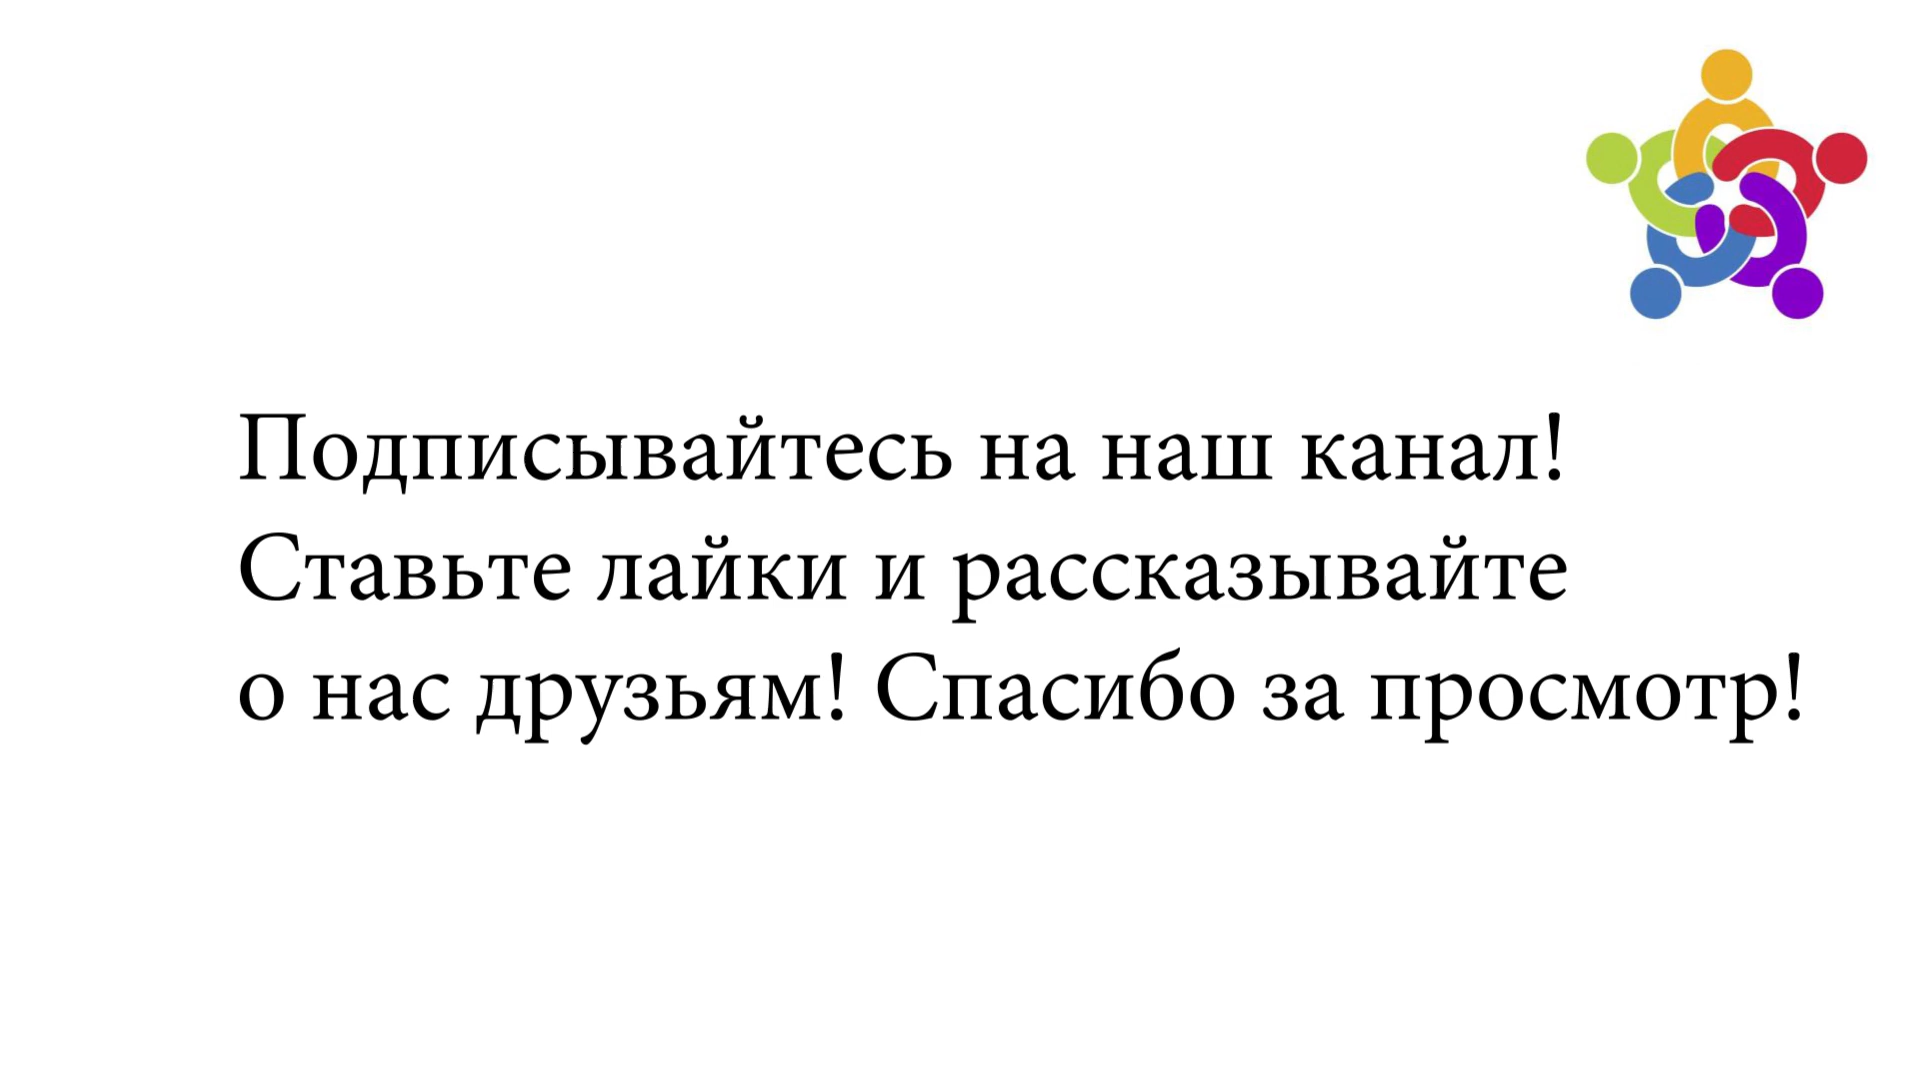 Подписывайтесь на наш канал!
Ставьте лайки и рассказывайте
о нас друзьям! Спасибо за просмотр!